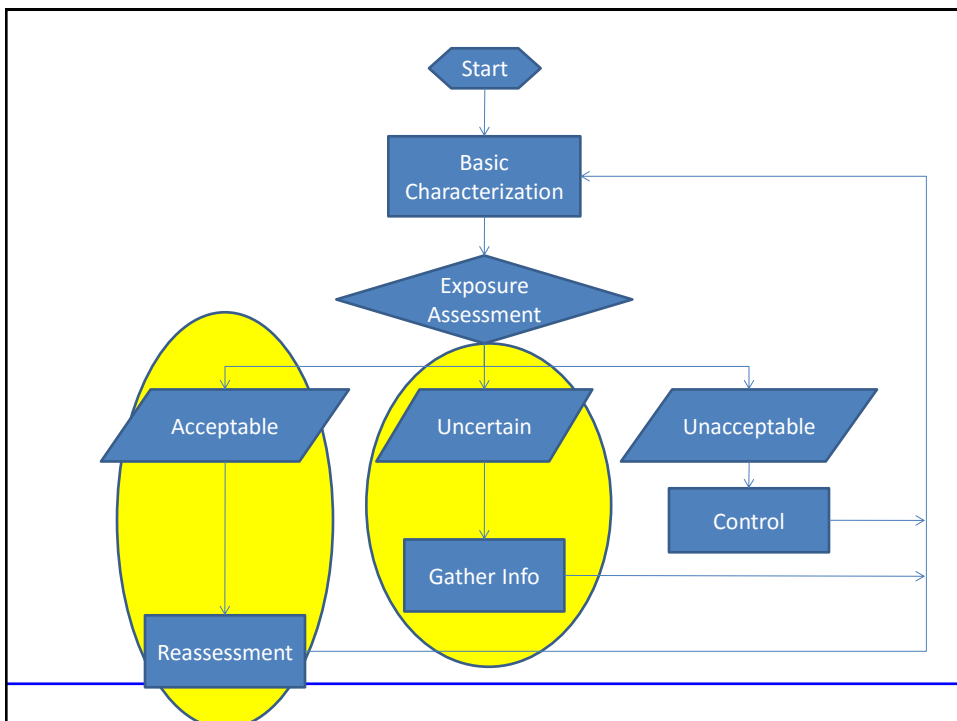 Start
Basic
Characterization
Exposure
Assessment
Acceptable
Uncertain
Unacceptable
Control
Gather Info
Reassessment